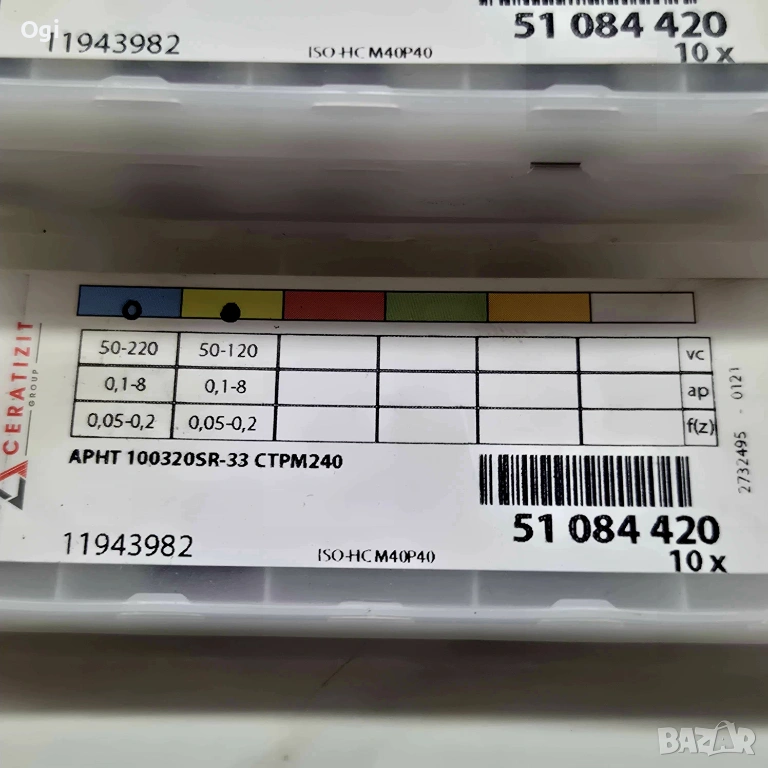 Ogi
51 084 420
11943982
ISO-HC M40P40
10 x
CERATIZIT
GROUP
50-220 50-120 vc
0,1-8 0,1-8 ap
0,05-0,2 0,05-0,2 f(z)
2732495 - 0121
APHT 100320SR-33 CTPM240
51 084 420
11943982
ISO-HC M40P40
10 x
BAZAR